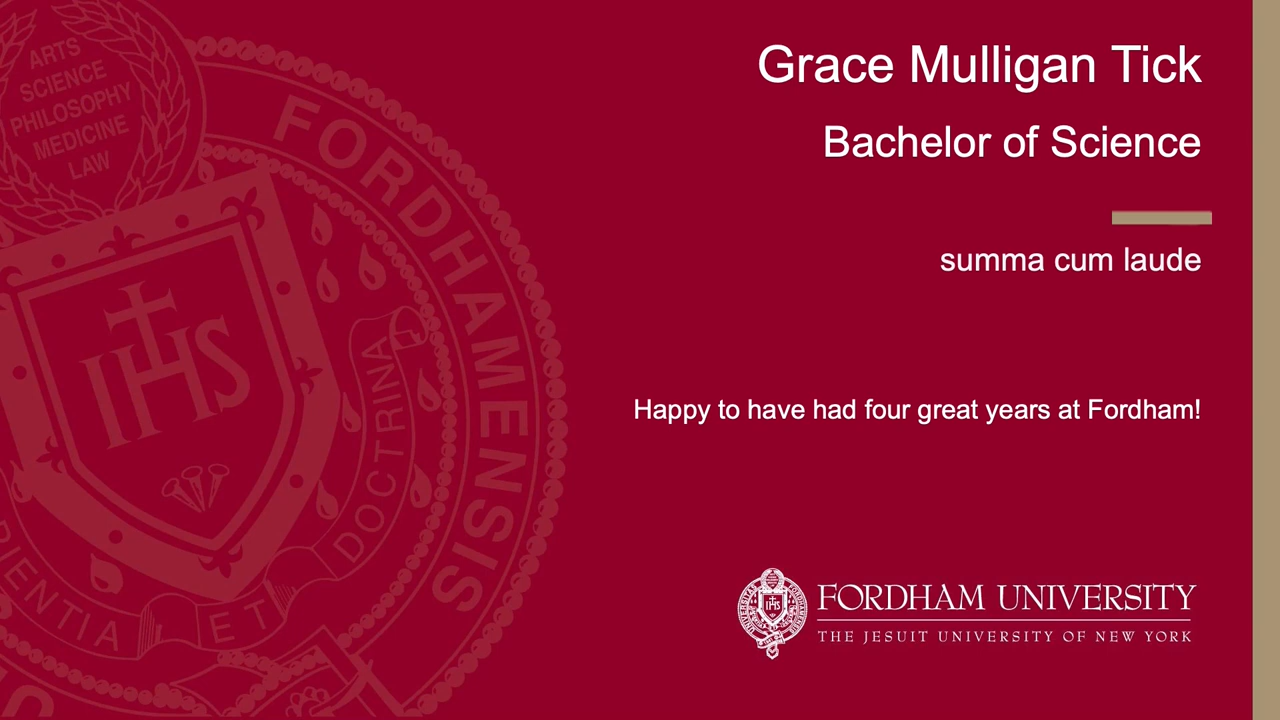 Grace Mulligan Tick
Bachelor of Science
summa cum laude
Happy to have had four great years at Fordham!
FORDHAM UNIVERSITY
THE JESUIT UNIVERSITY OF NEW YORK
ARTS
SCIENCE
PHILOSOPHY
MEDICINE
LAW
FORDHAMENSIS
IHS
DOCTRINA
ET